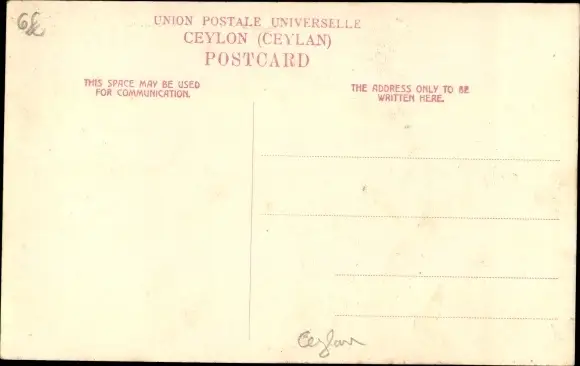 UNION POSTALE UNIVERSELLE
CEYLON (CEYLAN)
POSTCARD
THIS SPACE MAY BE USED
FOR COMMUNICATION.
THE ADDRESS ONLY TO BE
WRITTEN HERE.
Ceylan